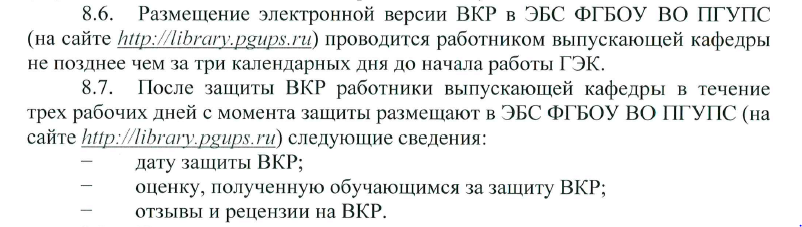 8.6. Размещение электронной версии ВКР в ЭБС ФГБОУ ВО ПГУПС
(на сайте http://library.pgups.ru) проводится работником выпускающей кафедры
не позднее чем за три календарных дня до начала работы ГЭК.
8.7. После защиты ВКР работники выпускающей кафедры в течение
трех рабочих дней с момента защиты размещают в ЭБС ФГБОУ ВО ПГУПС (на
сайте http://library.pgups.ru) следующие сведения:
– дату защиты ВКР;
– оценку, полученную обучающимся за защиту ВКР;
– отзывы и рецензии на ВКР.